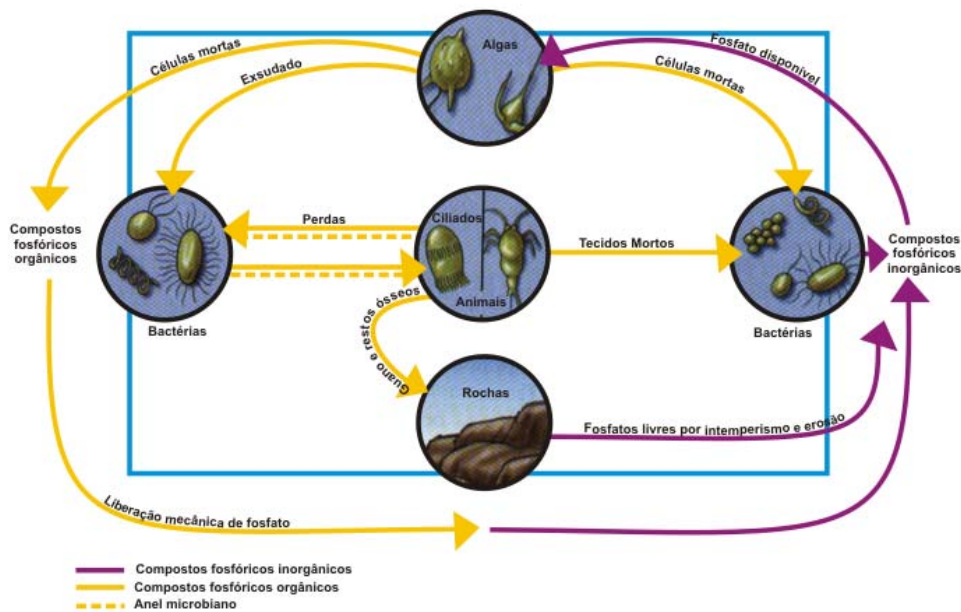 Células mortas
Exsudado
Algas
Fosfato disponível
Células mortas
Compostos
fosfóricos
orgânicos
Perdas
Ciliados
Tecidos Mortos
Compostos
fosfóricos
inorgânicos
Animais
Bactérias
Bactérias
Guano e restos ósseos
Rochas
Fosfatos livres por intemperismo e erosão
Liberação mecânica de fosfato
Compostos fosfóricos inorgânicos
Compostos fosfóricos orgânicos
Anel microbiano